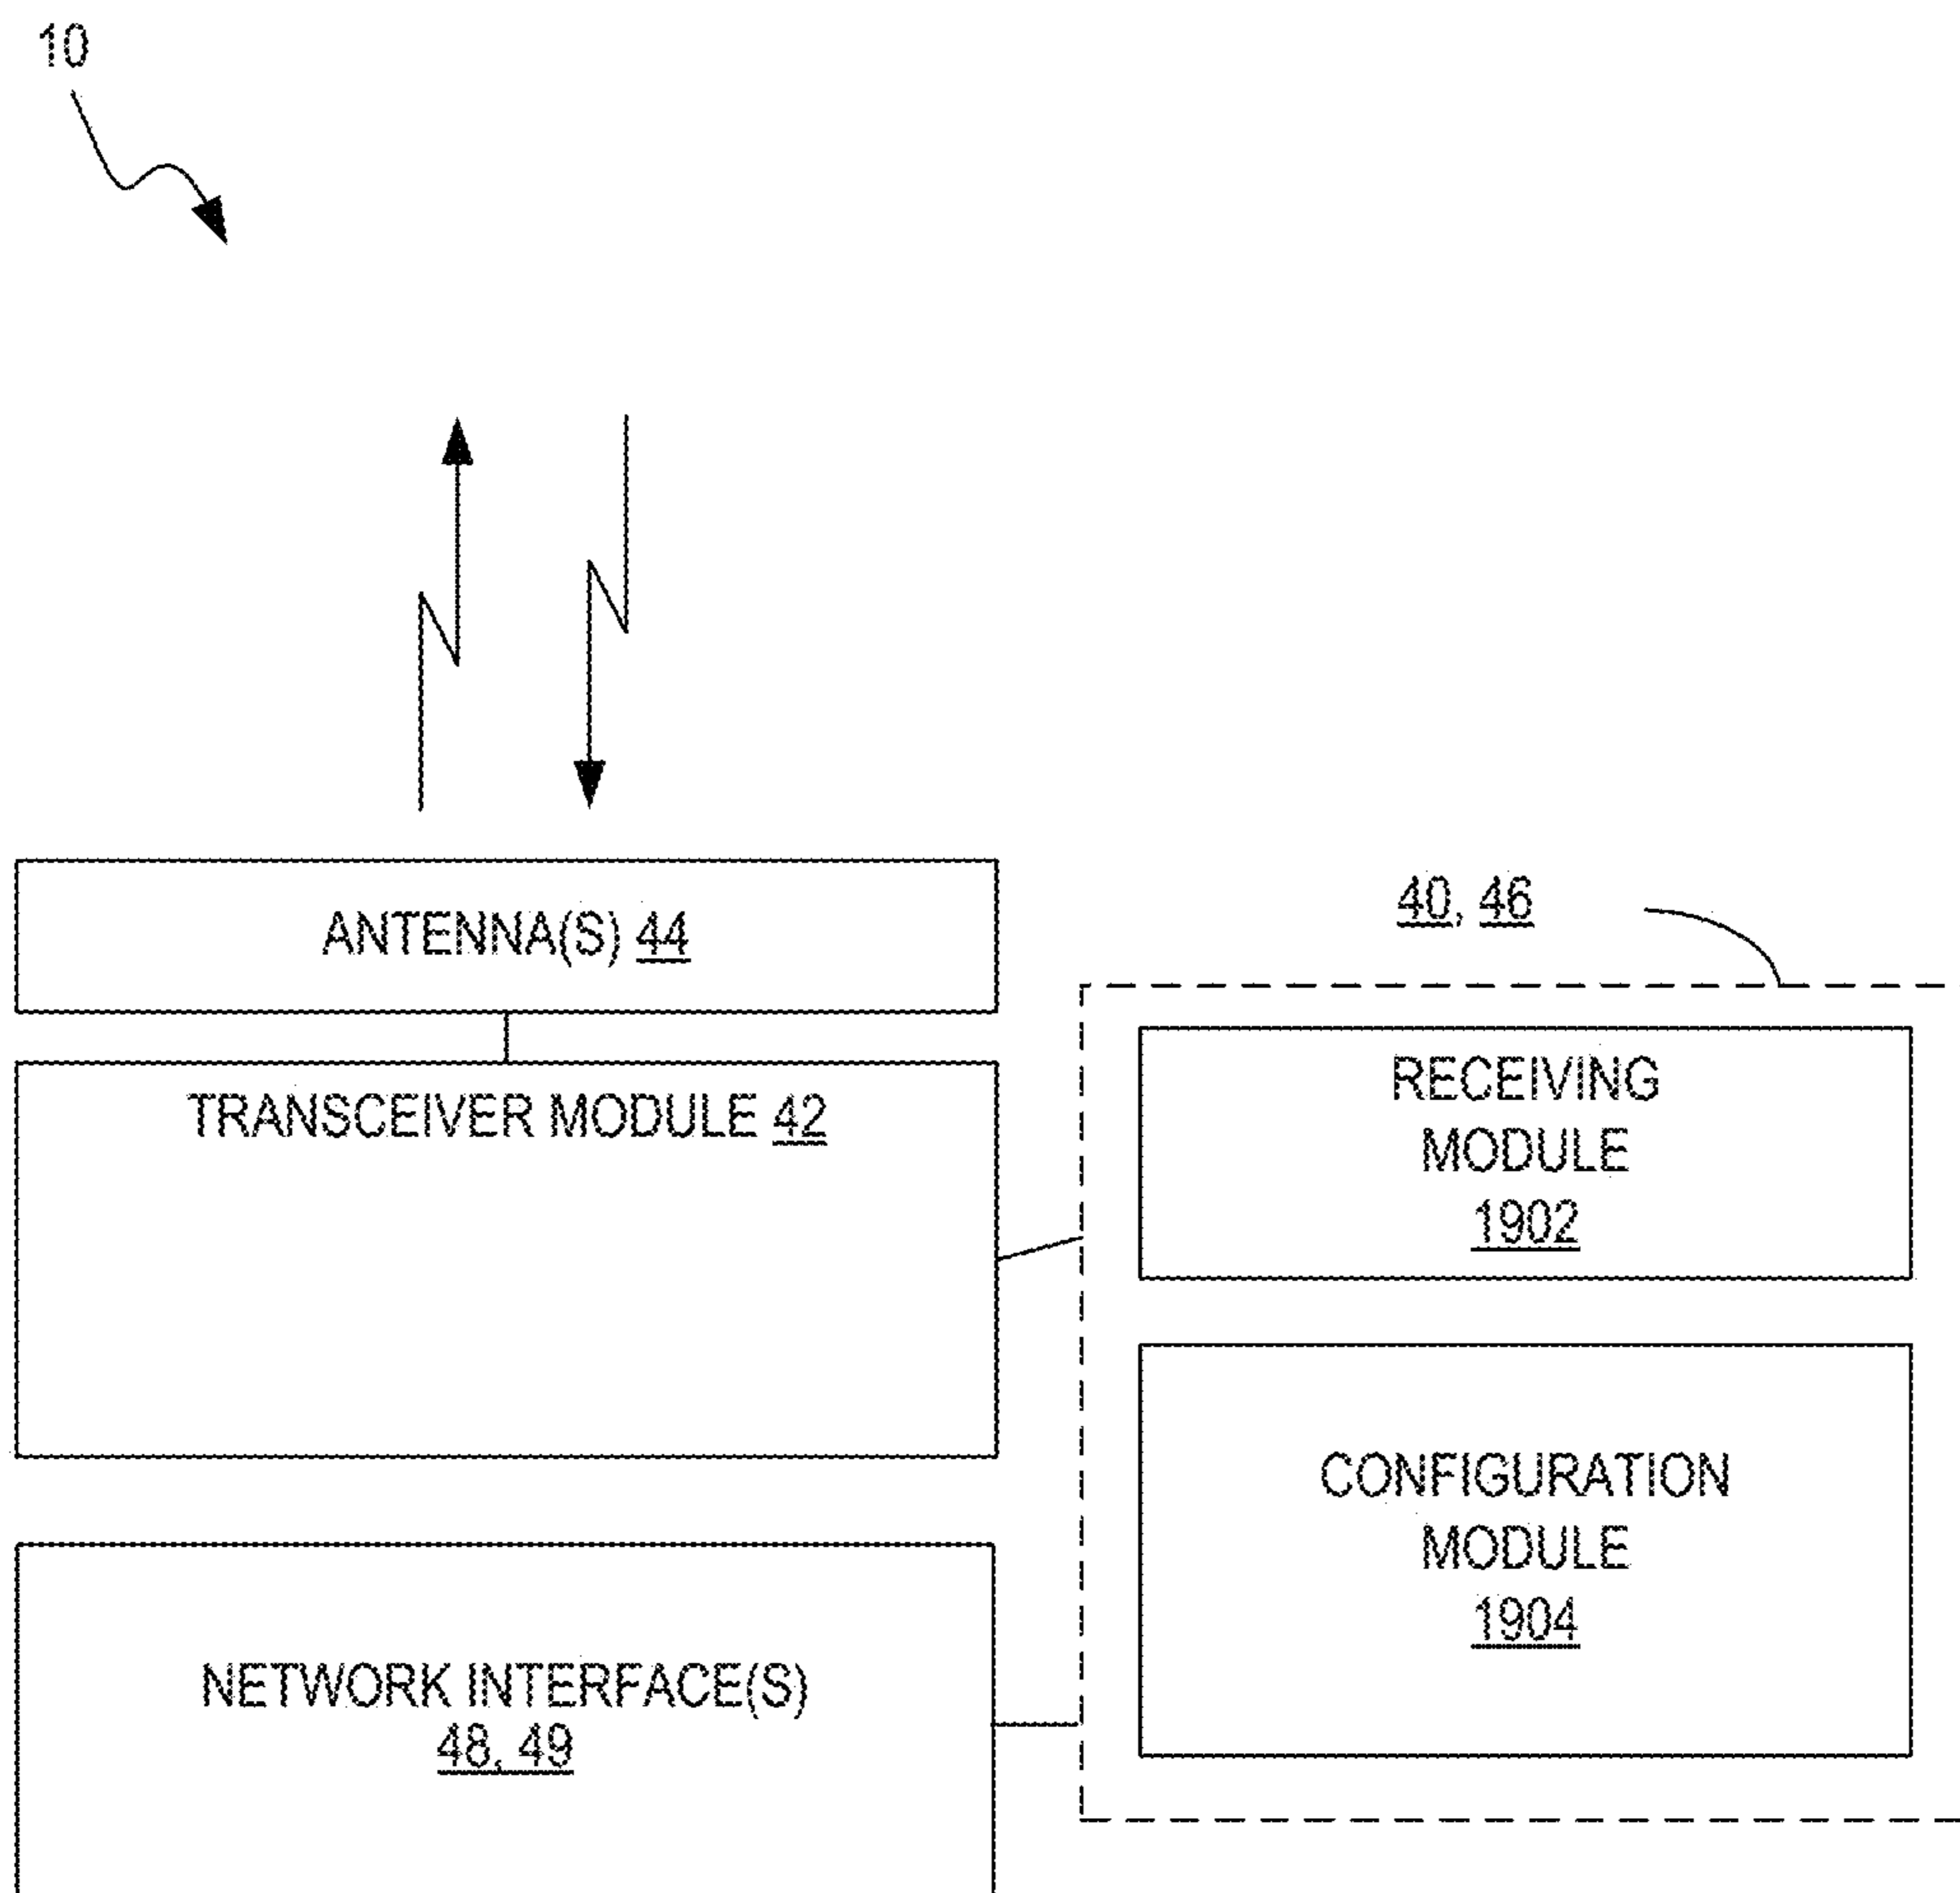 10
ANTENNA(S) 44
40, 46
TRANSCEIVER MODULE 42
RECEIVING
MODULE
1902
CONFIGURATION
MODULE
1904
NETWORK INTERFACE(S)
48, 49